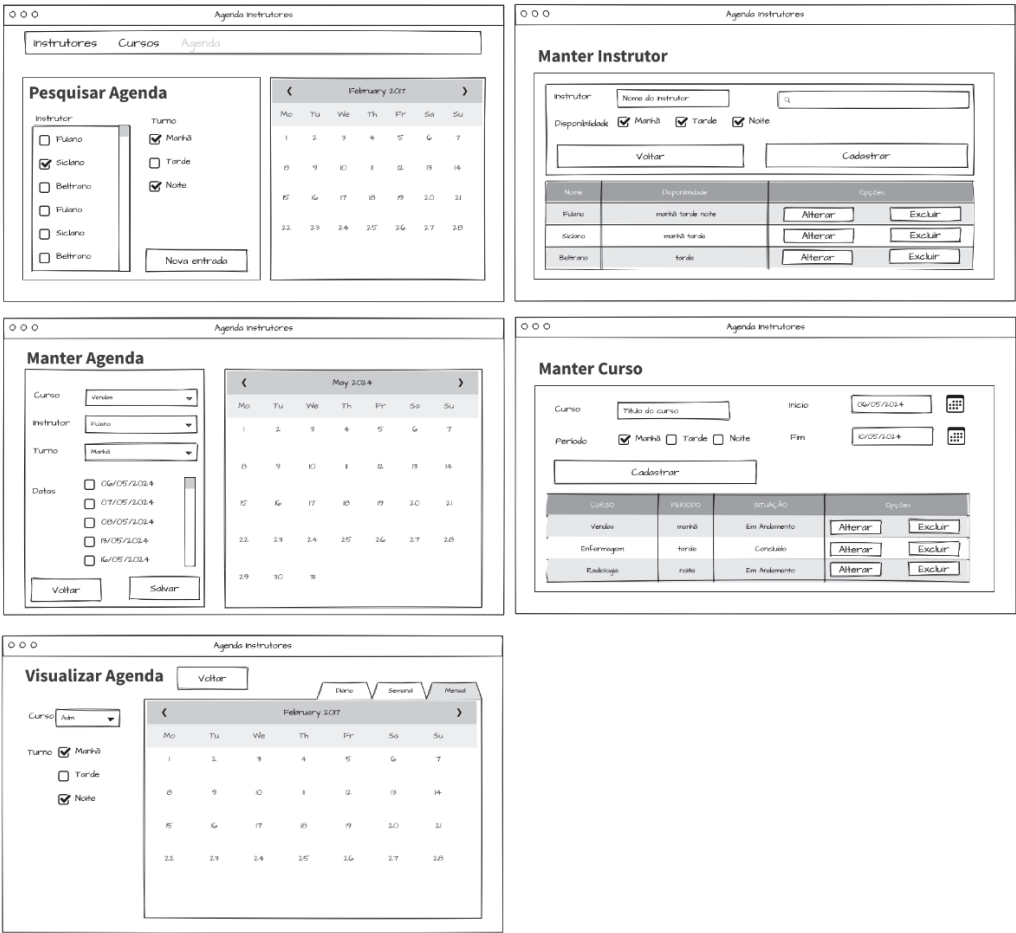 Agenda Instrutores
Instrutores Cursos Agenda
Pesquisar Agenda
Instrutor
Fulano
Siclano
Beltrano
Fulano
Siclano
Beltrano
Turno
Manhã
Tarde
Noite
Nova entrada
February 2017
Mo Tu We Th Fr Sa Su
1 2 3 4 5 6 7
8 9 10 11 12 13 14
15 16 17 18 19 20 21
22 23 24 25 26 27 28
Agenda Instrutores
Manter Instrutor
Instrutor Nome do Instrutor
Disponibilidade Manhã Tarde Noite
Voltar Cadastrar
Nome Disponibilidade Opções
Fulano manhã tarde noite Alterar Excluir
Siclano manhã tarde Alterar Excluir
Beltrano tarde Alterar Excluir
Agenda Instrutores
Manter Agenda
Curso Vendas
Instrutor Fulano
Turno Manhã
Datas
06/05/2024
07/05/2024
08/05/2024
13/05/2024
16/05/2024
Voltar Salvar
May 2024
Mo Tu We Th Fr Sa Su
1 2 3 4 5 6 7
8 9 10 11 12 13 14
15 16 17 18 19 20 21
22 23 24 25 26 27 28
29 30 31
Agenda Instrutores
Manter Curso
Curso Título do curso Início 06/05/2024
Período Manhã Tarde Noite Fim 10/05/2024
Cadastrar
CURSO PERÍODO SITUAÇÃO Opções
Vendas manhã Em Andamento Alterar Excluir
Enfermagem tarde Concluído Alterar Excluir
Radiologia noite Em Andamento Alterar Excluir
Agenda Instrutores
Visualizar Agenda Voltar
Diário Semanal Mensal
Curso Adm
Turno Manhã
Tarde
Noite
February 2017
Mo Tu We Th Fr Sa Su
1 2 3 4 5 6 7
8 9 10 11 12 13 14
15 16 17 18 19 20 21
22 23 24 25 26 27 28